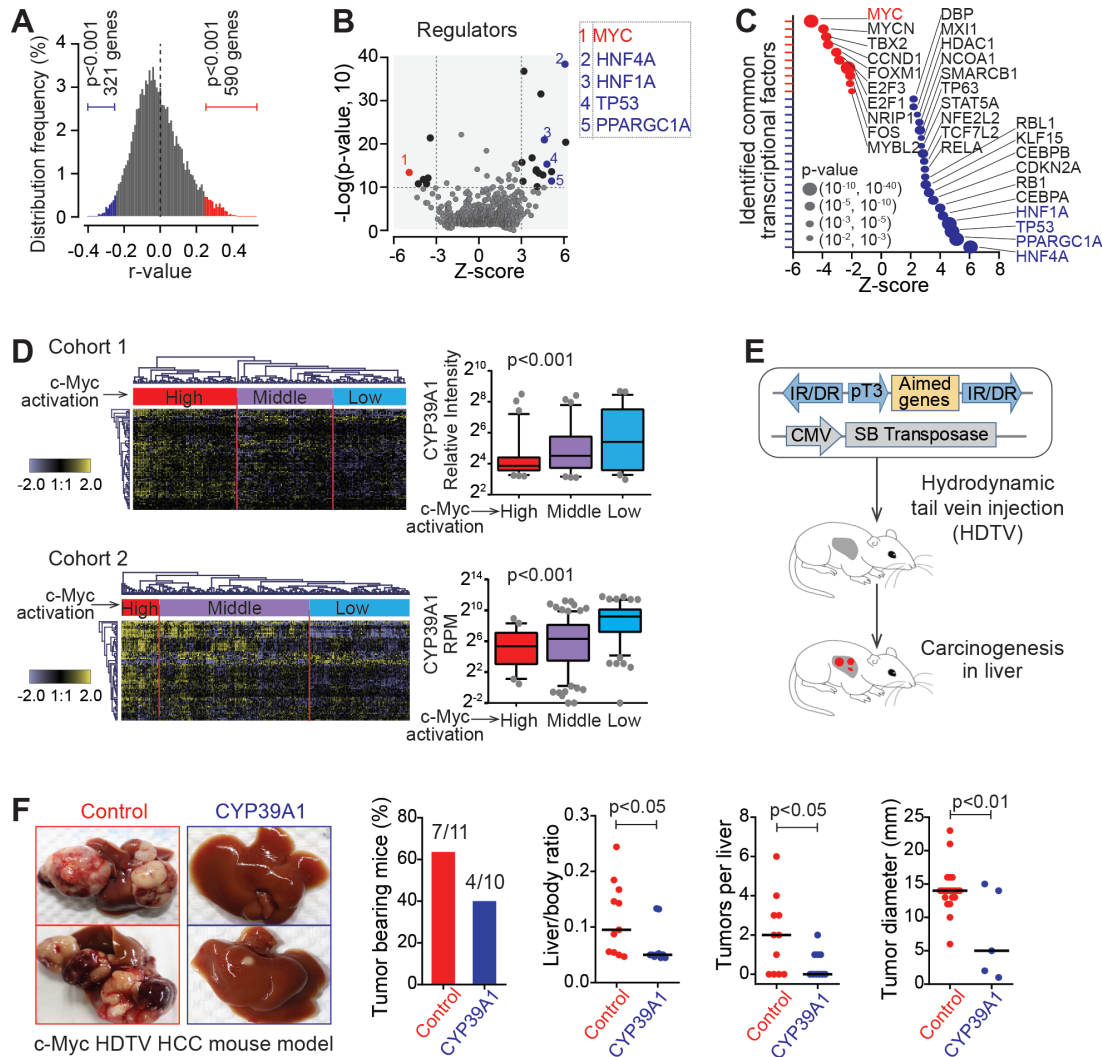 A
p<0.001
321 genes
p<0.001
590 genes
Distribution frequency (%)
4
3
2
1
0
-0.4 -0.2 0.0 0.2 0.4
r-value
B
Regulators
-Log(p-value, 10)
40
30
20
10
0
-6 -3 0 3 6
Z-score
1
2
3
4
5
1 MYC
2 HNF4A
3 HNF1A
4 TP53
5 PPARGC1A
C
Identified common
transcriptional factors
MYC
MYCN
TBX2
CCND1
FOXM1
E2F3
E2F1
NRIP1
FOS
MYBL2
DBP
MXI1
HDAC1
NCOA1
SMARCB1
TP63
STAT5A
NFE2L2
TCF7L2
RELA
RBL1
KLF15
CEBPB
CDKN2A
RB1
CEBPA
HNF1A
TP53
PPARGC1A
HNF4A
p-value
(10-10, 10-40)
(10-5, 10-10)
(10-3, 10-5)
(10-2, 10-3)
-6 -4 -2 0 2 4 6 8
Z-score
D
Cohort 1
c-Myc
activation
High Middle Low
-2.0 1:1 2.0
CYP39A1
Relative Intensity
p<0.001
210
28
26
24
22
c-Myc
activation
High Middle Low
Cohort 2
c-Myc
activation
High Middle Low
-2.0 1:1 2.0
CYP39A1
RPM
p<0.001
214
210
26
22
2-2
c-Myc
activation
High Middle Low
E
IR/DR pT3 Aimed genes IR/DR
CMV SB Transposase
Hydrodynamic
tail vein injection
(HDTV)
Carcinogenesis
in liver
F
Control CYP39A1
c-Myc HDTV HCC mouse model
Tumor bearing mice (%)
80
60
40
20
0
7/11
4/10
Control CYP39A1
Liver/body ratio
p<0.05
0.3
0.2
0.1
0.0
Control CYP39A1
Tumors per liver
p<0.05
8
6
4
2
0
Control CYP39A1
Tumor diameter (mm)
p<0.01
25
20
15
10
5
0
Control CYP39A1